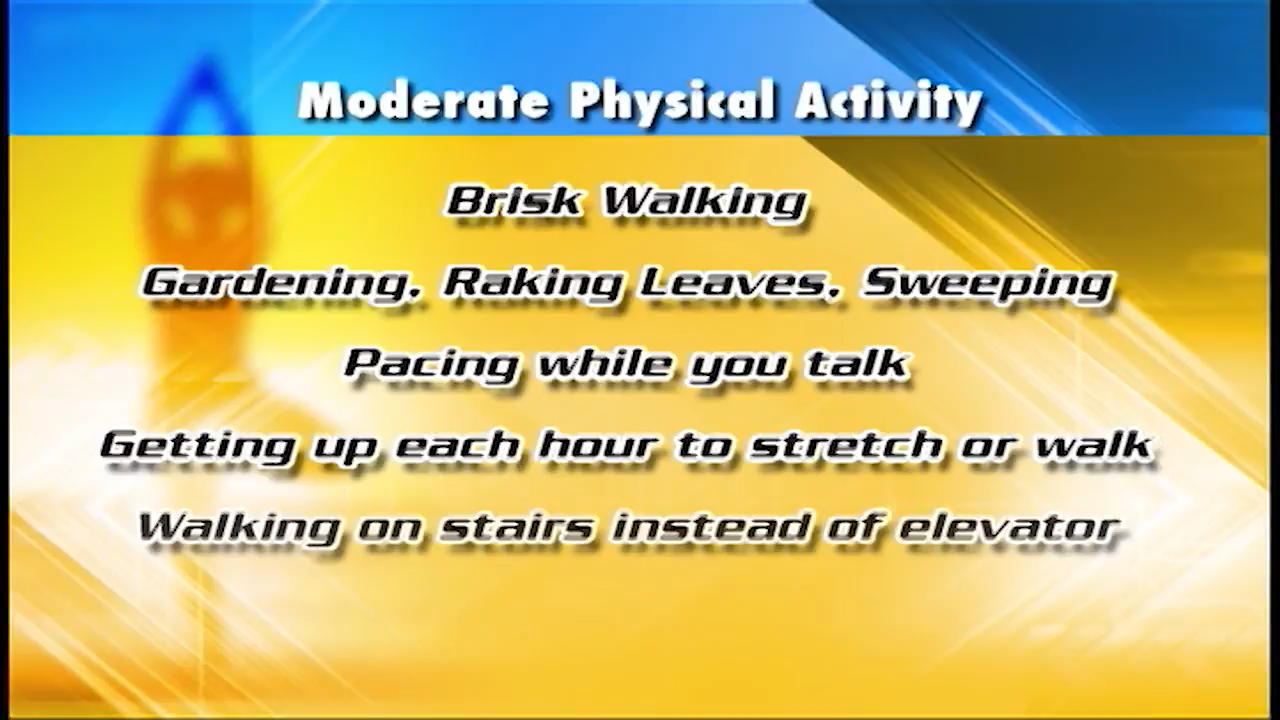 Moderate Physical Activity
Brisk Walking
Gardening, Raking Leaves, Sweeping
Pacing while you talk
Getting up each hour to stretch or walk
Walking on stairs instead of elevator